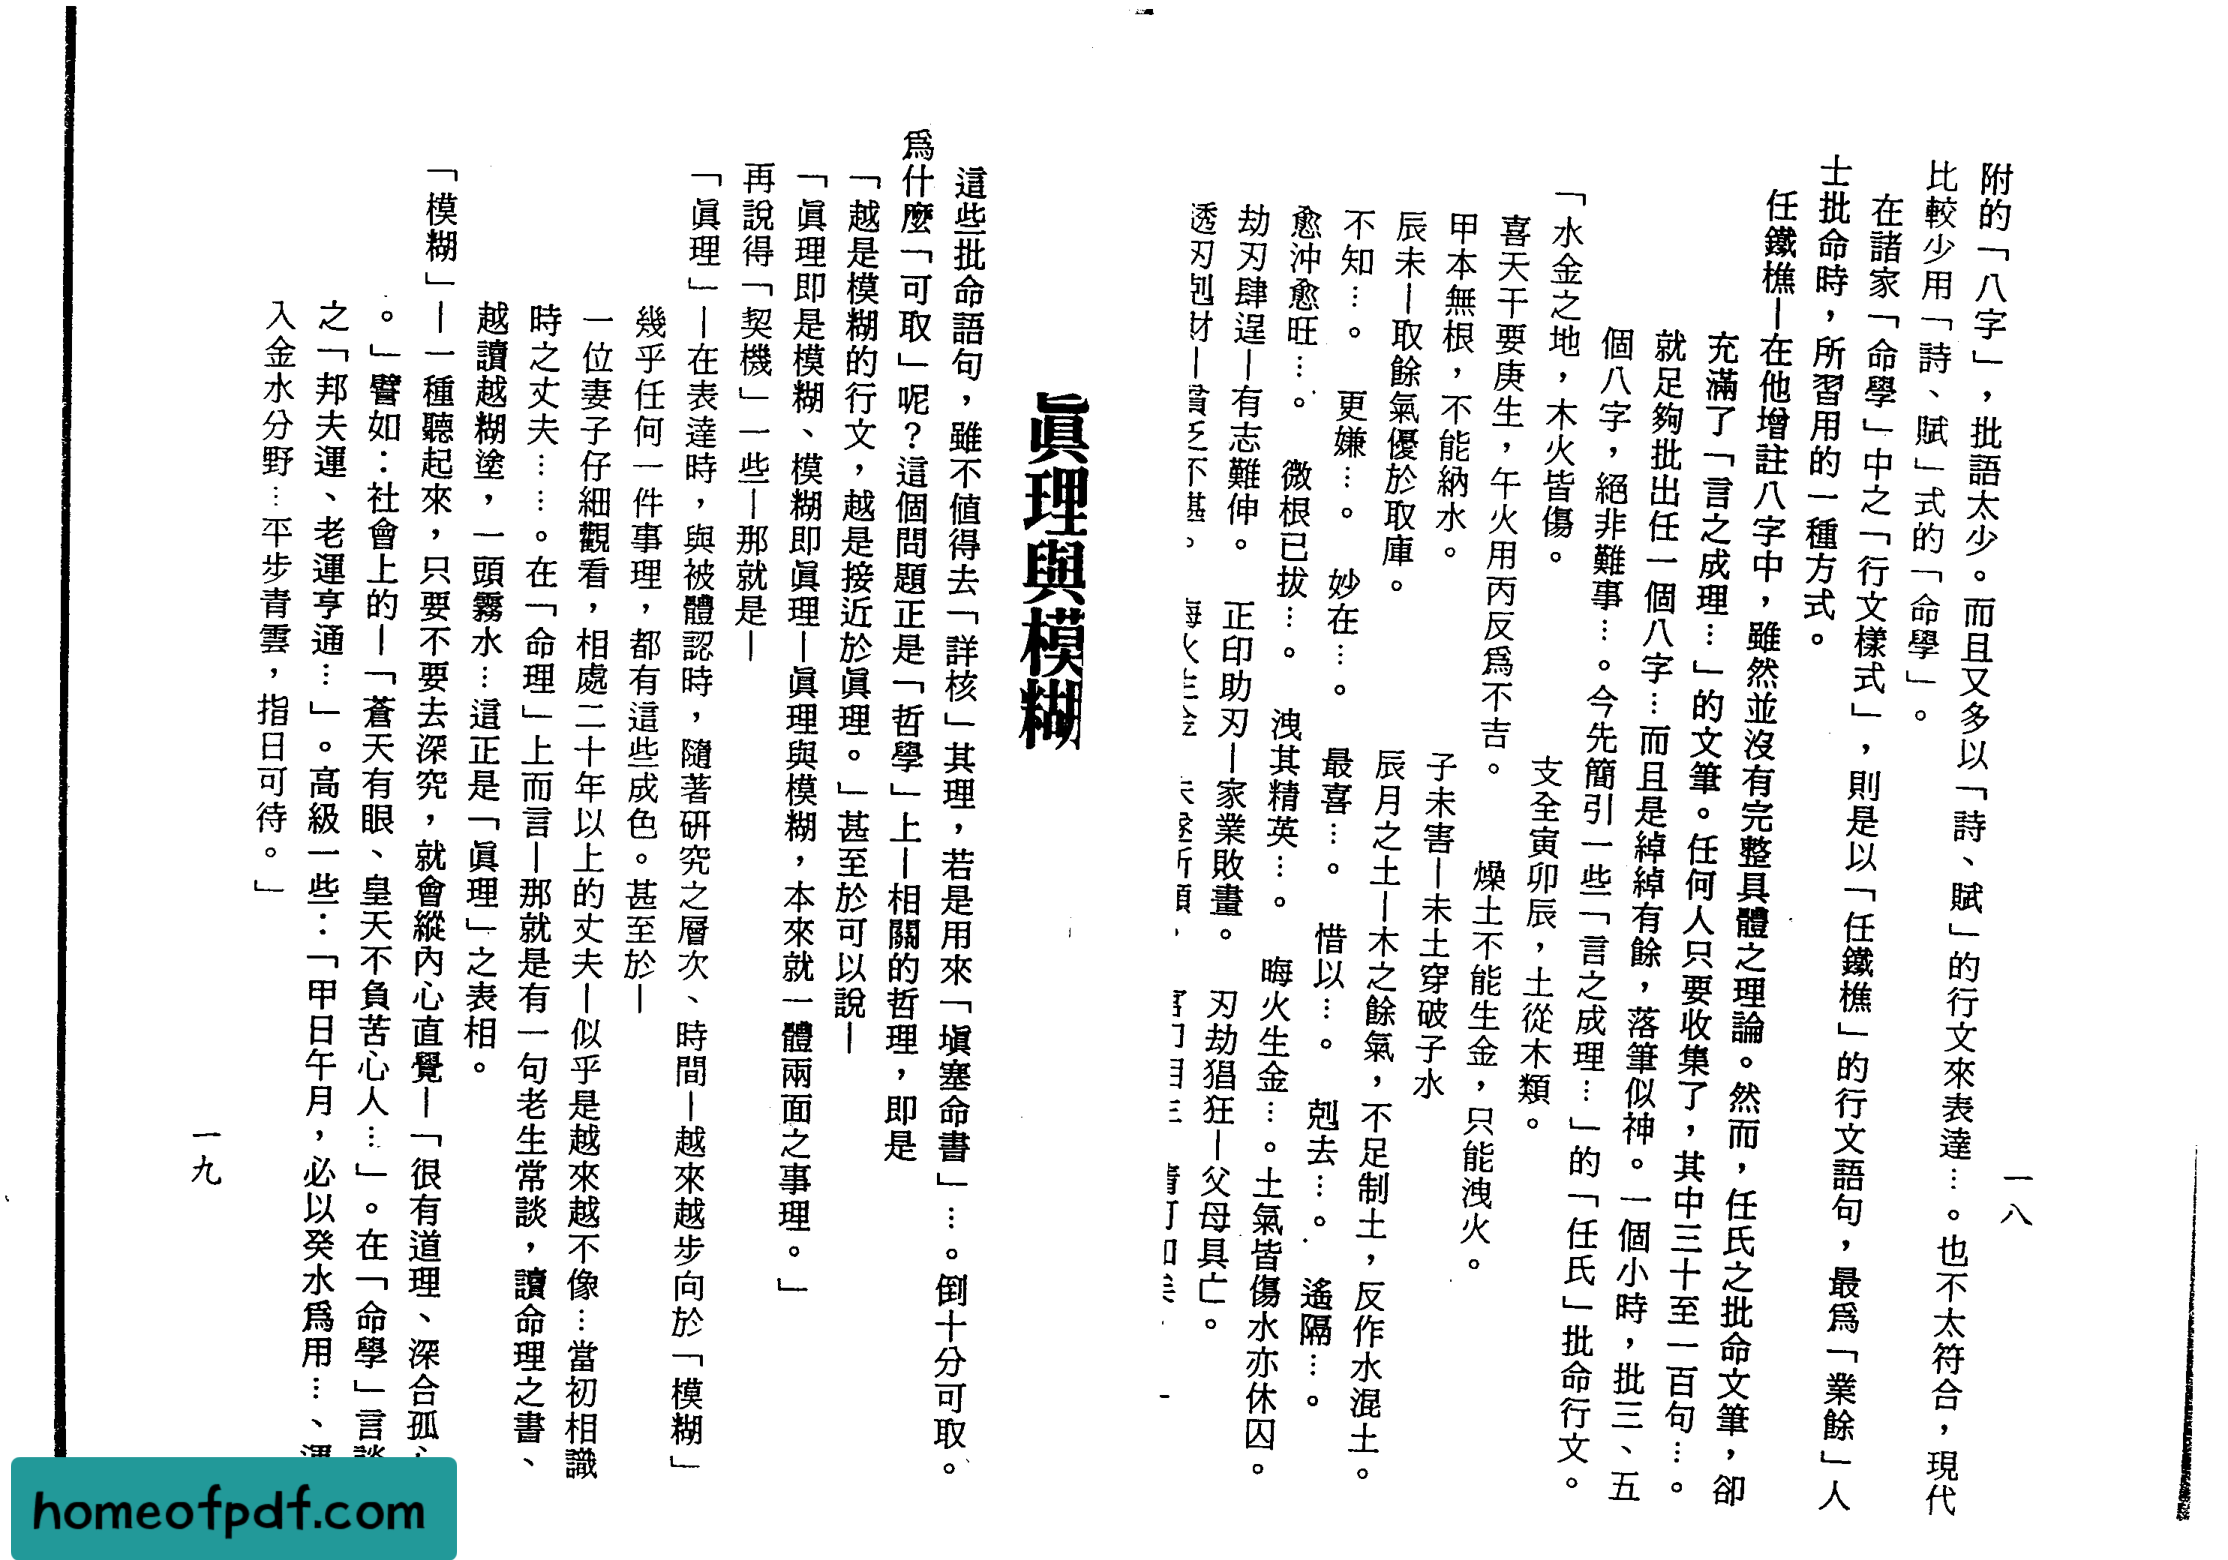 一八
附的「八字」，批語太少。而且又多以「詩、賦」的行文來表達…。也不太符合，現代
比較少用「詩、賦」式的「命學」。
在諸家「命學」中之「行文樣式」，則是以「任鐵樵」的行文語句，最爲「業餘」人
士批命時，所習用的一種方式。
任鐵樵—在他增註八字中，雖然並沒有完整具體之理論。然而，任氏之批命文筆，卻
充滿了「言之成理…」的文筆。任何人只要收集了，其中三十至一百句…。
就足夠批出任一個八字…而且是綽綽有餘，落筆似神。一個小時，批三、五
個八字，絕非難事…。今先簡引一些「言之成理…」的「任氏」批命行文。
「水金之地，木火皆傷。　支全寅卯辰，土從木類。
喜天干要庚生，午火用丙反爲不吉。　燥土不能生金，只能洩火。
甲本無根，不能納水。　子未害—未土穿破子水
辰未—取餘氣優於取庫。　辰月之土—木之餘氣，不足制土，反作水混土。
不知…。　更嫌…。　妙在…。　最喜…。　惜以…。　剋去…。　遙隔…。
愈沖愈旺…。　微根已拔…。　洩其精英…。　晦火生金…。土氣皆傷水亦休囚。
劫刃肆逞—有志難伸。　正印助刃—家業敗盡。　刃劫猖狂—父母具亡。
透刃剋財—貧乏不堪。　晦火生金
眞理與模糊
這些批命語句，雖不值得去「詳核」其理，若是用來「塡塞命書」…。倒十分可取。
爲什麼「可取」呢？這個問題正是「哲學」上—相關的哲理，即是
「越是模糊的行文，越是接近於眞理。」甚至於可以說—
「眞理即是模糊、模糊即眞理—眞理與模糊，本來就一體兩面之事理。」
再說得「契機」一些—那就是—
「眞理」—在表達時，與被體認時，隨著研究之層次、時間—越來越步向於「模糊」
幾乎任何一件事理，都有這些成色。甚至於—
一位妻子仔細觀看，相處二十年以上的丈夫—似乎是越來越不像…當初相識
時之丈夫……。在「命理」上而言—那就是有一句老生常談，讀命理之書、
越讀越糊塗，一頭霧水…這正是「眞理」之表相。
「模糊」—一種聽起來，只要不要去深究，就會縱內心直覺—「很有道理、深合孤心
。」譬如：社會上的—「蒼天有眼、皇天不負苦心人…」。在「命學」言談
之「邦夫運、老運亨通…」。高級一些：「甲日午月，必以癸水爲用…、運
入金水分野…平步青雲，指日可待。」
一九
homeofpdf.com